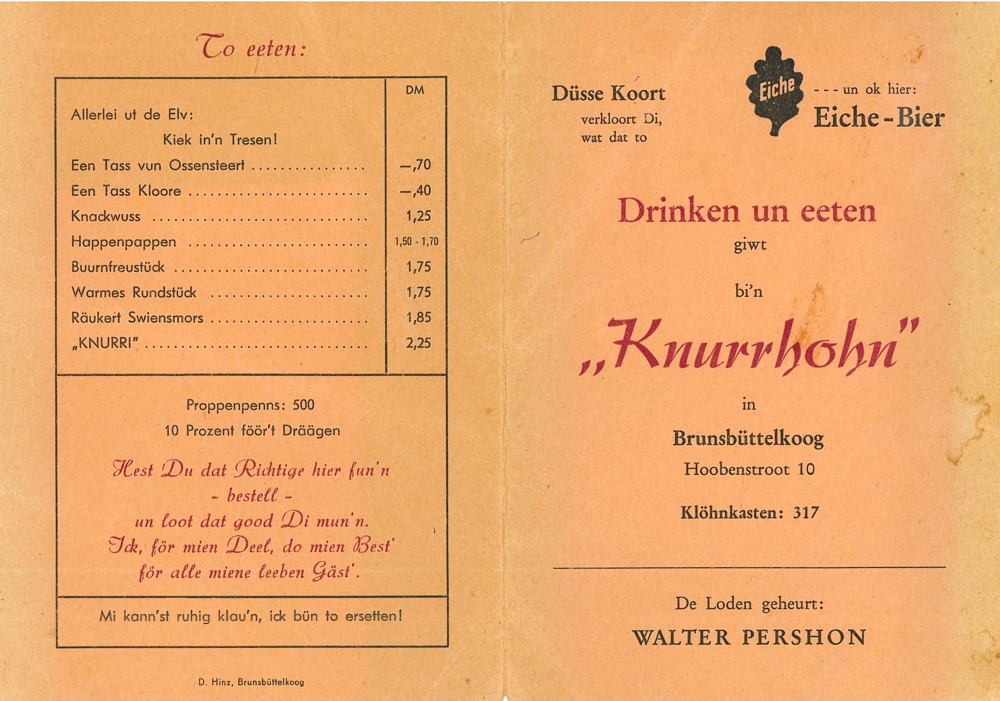 To eeten:
DM
Allerlei ut de Elv:
Kiek in'n Tresen!
Een Tass vun Ossensteert ................ —,70
Een Tass Kloore ........................ —,40
Knackwuss ............................. 1,25
Happenpappen ........................ 1,50 - 1,70
Buurnfreustück .......................... 1,75
Warmes Rundstück ..................... 1,75
Räukert Swiensmors ..................... 1,85
„KNURRI" .............................. 2,25
Proppenpenns: 500
10 Prozent föör't Dräägen
Hest Du dat Richtige hier fun'n
- bestell -
un loot dat good Di mun'n.
Ick, för mien Deel, do mien Best'
för alle miene leeben Gäst'.
Mi kann'st ruhig klau'n, ick bün to ersetten!
D. Hinz, Brunsbüttelkoog
Düsse Koort
verkloort Di,
wat dat to
Eiche
--- un ok hier:
Eiche-Bier
Drinken un eeten
giwt
bi'n
„Knurrhohn"
in
Brunsbüttelkoog
Hoobenstroot 10
Klöhnkasten: 317
De Loden geheurt:
WALTER PERSHON